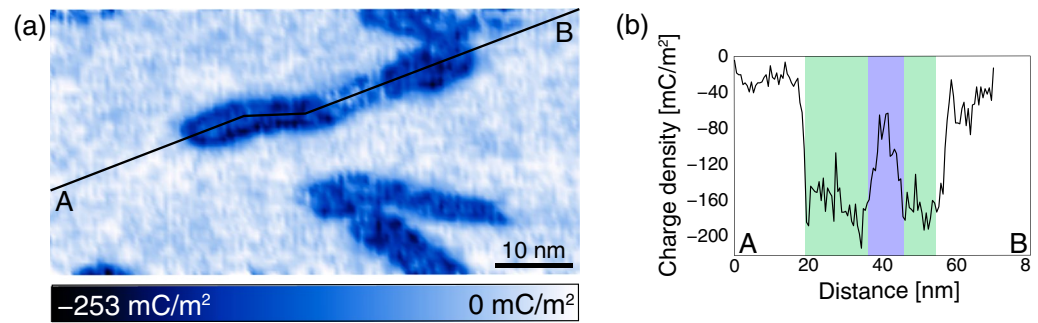 (a)
B
A
10 nm
−253 mC/m²
0 mC/m²
(b)
Charge density [mC/m²]
0
−40
−80
−120
−160
−200
A
B
0
20
40
60
8
Distance [nm]